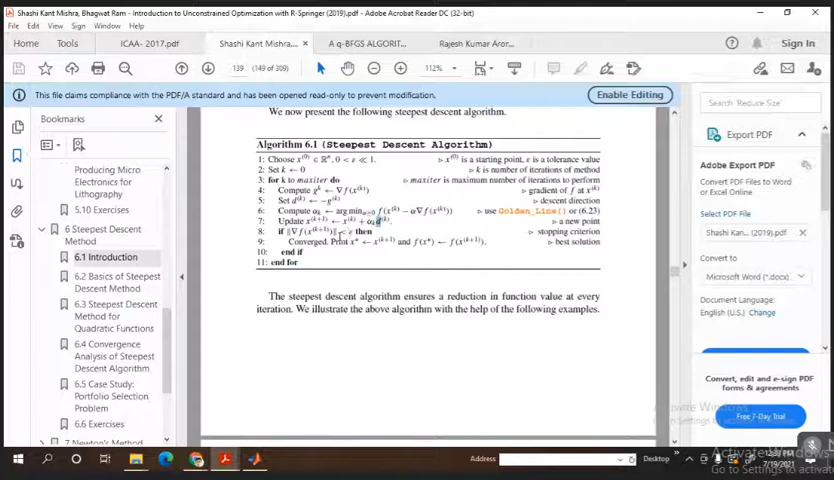 Shashi Kant Mishra, Bhagwat Ram - Introduction to Unconstrained Optimization with R-Springer (2019).pdf - Adobe Acrobat Reader DC (32-bit)
File Edit View Sign Window Help
Home Tools ICAA- 2017.pdf Shashi Kant Mishra,... A q-BFGS ALGORIT... Rajesh Kumar Aror... Sign In
139 (149 of 309) 112%
This file claims compliance with the PDF/A standard and has been opened read-only to prevent modification. Enable Editing
Bookmarks
Producing Micro
Electronics for
Lithography
5.10 Exercises
6 Steepest Descent
Method
6.1 Introduction
6.2 Basics of Steepest
Descent Method
6.3 Steepest Descent
Method for
Quadratic Functions
6.4 Convergence
Analysis of Steepest
Descent Algorithm
6.5 Case Study:
Portfolio Selection
Problem
6.6 Exercises
7 Newton's Method
We now present the following steepest descent algorithm.
Algorithm 6.1 (Steepest Descent Algorithm)
1: Choose x⁽⁰⁾ ∈ ℝⁿ, 0 < ε ≪ 1. ▹ x⁽⁰⁾ is a starting point, ε is a tolerance value
2: Set k ← 0 ▹ k is number of iterations of method
3: for k to maxiter do ▹ maxiter is maximum number of iterations to perform
4: Compute gᵏ ← ∇f(x⁽ᵏ⁾) ▹ gradient of f at x⁽ᵏ⁾
5: Set d⁽ᵏ⁾ ← −g⁽ᵏ⁾ ▹ descent direction
6: Compute αₖ ← arg min α≥0 f(x⁽ᵏ⁾ − α∇f(x⁽ᵏ⁾)) ▹ use Golden_Line() or (6.23)
7: Update x⁽ᵏ⁺¹⁾ ← x⁽ᵏ⁾ + αₖd⁽ᵏ⁾. ▹ a new point
8: if ‖∇f(x⁽ᵏ⁺¹⁾)‖ < ε then ▹ stopping criterion
9: Converged. Print x* ← x⁽ᵏ⁺¹⁾ and f(x*) ← f(x⁽ᵏ⁺¹⁾). ▹ best solution
10: end if
11: end for
The steepest descent algorithm ensures a reduction in function value at every
iteration. We illustrate the above algorithm with the help of the following examples.
Search 'Comment'
Export PDF
Adobe Export PDF
Convert PDF Files to Word
or Excel Online
Select PDF File
Shas... (2019).pdf
Convert to
Microsoft Word (*.docx)
Document Language:
English (U.S.) Change
Convert, edit and e-sign PDF
forms & agreements
Free 7-Day Trial
Activate Windows
Go to Settings to activate
Address Desktop
7/19/2021